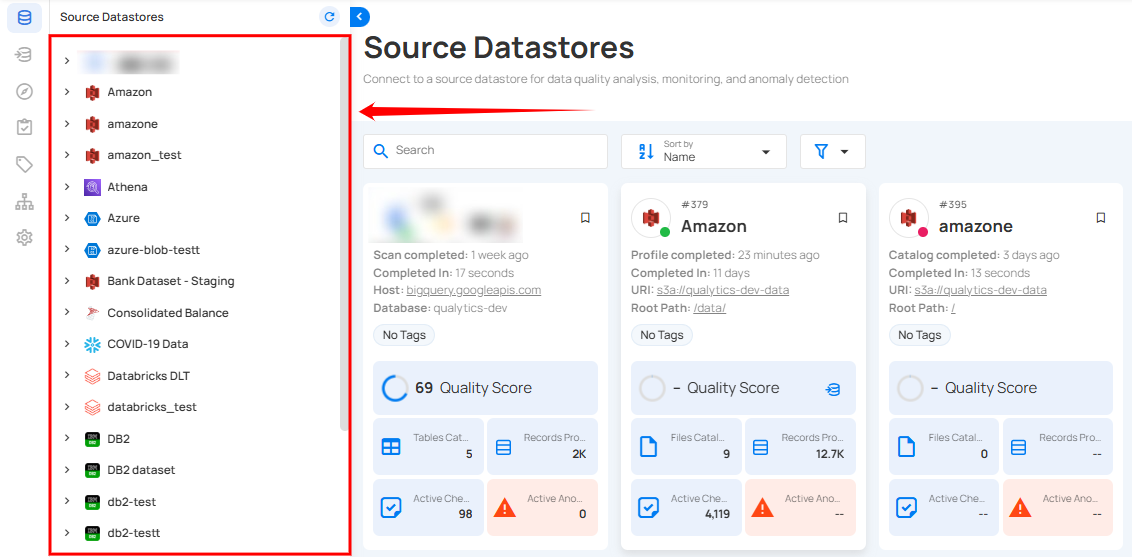 Source Datastores
Amazon
amazone
amazon_test
Athena
Azure
azure-blob-testt
Bank Dataset - Staging
Consolidated Balance
COVID-19 Data
Databricks DLT
databricks_test
DB2
DB2 dataset
db2-test
db2-testt
Source Datastores
Connect to a source datastore for data quality analysis, monitoring, and anomaly detection
Search
Sort by
Name
Scan completed: 1 week ago
Completed In: 17 seconds
Host: bigquery.googleapis.com
Database: qualytics-dev
No Tags
69 Quality Score
Tables Cat...
5
Records Pro...
2K
Active Che...
98
Active Ano...
0
#379
Amazon
Profile completed: 23 minutes ago
Completed In: 11 days
URI: s3a://qualytics-dev-data
Root Path: /data/
No Tags
– Quality Score
Files Catal...
9
Records Pro...
12.7K
Active Che...
4,119
Active Ano...
--
#395
amazone
Catalog completed: 3 days ago
Completed In: 13 seconds
URI: s3a://qualytics-dev-data
Root Path: /
No Tags
– Quality Score
Files Catal...
0
Records Pro...
--
Active Che...
--
Active Ano...
--